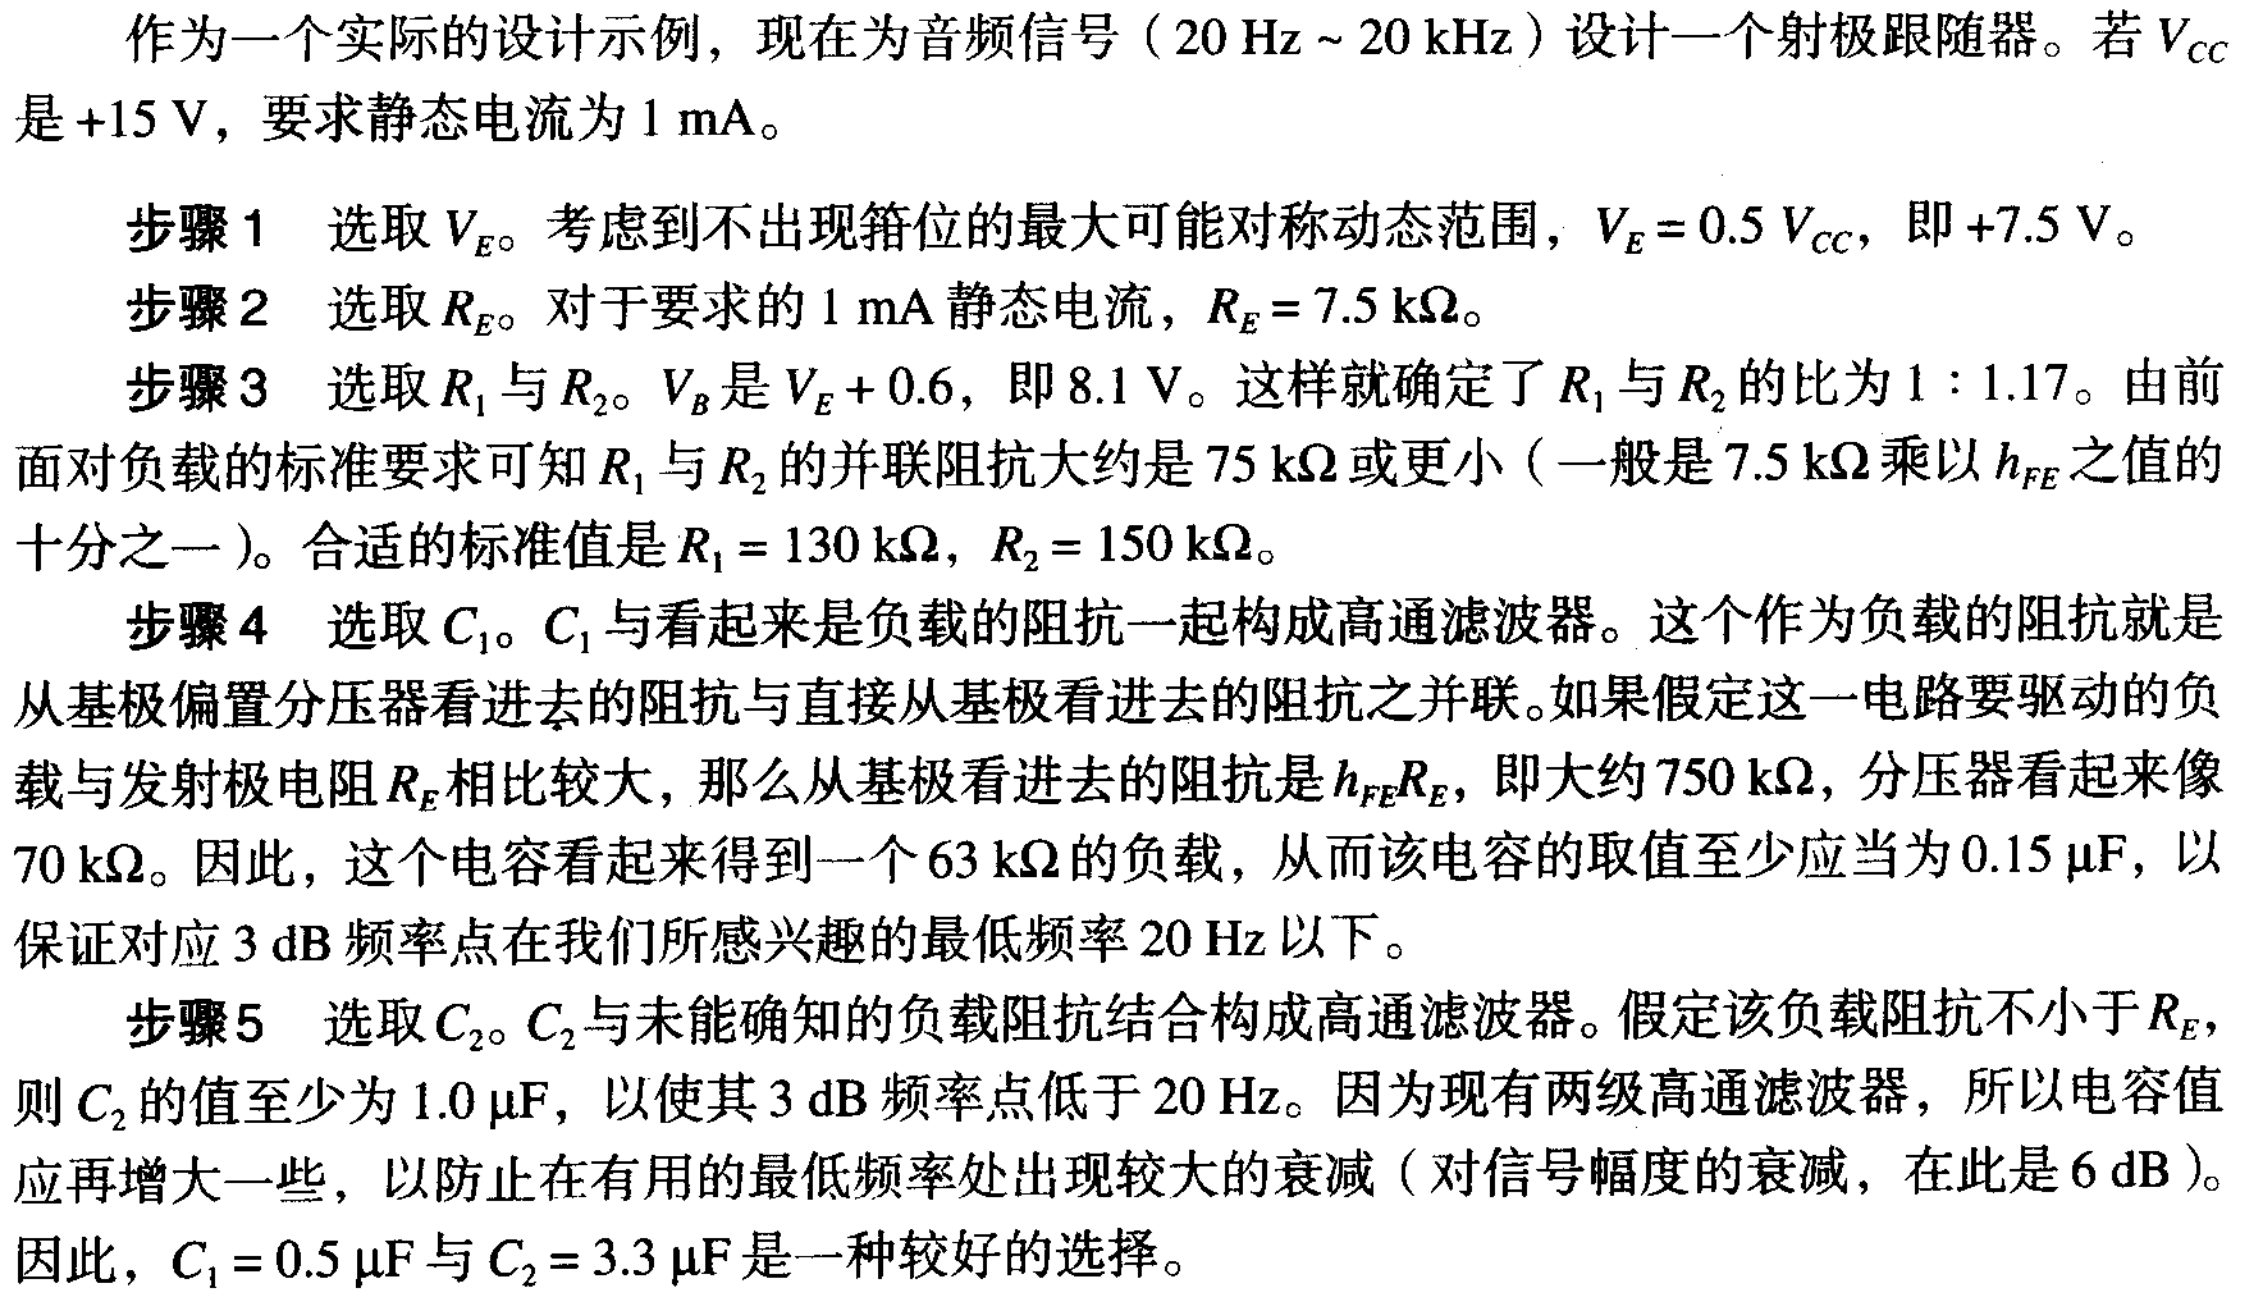 作为一个实际的设计示例，现在为音频信号（20 Hz ~ 20 kHz）设计一个射极跟随器。若 V_CC
是 +15 V，要求静态电流为 1 mA。
步骤 1 选取 V_E。考虑到不出现箝位的最大可能对称动态范围，V_E = 0.5 V_CC，即 +7.5 V。
步骤 2 选取 R_E。对于要求的 1 mA 静态电流，R_E = 7.5 kΩ。
步骤 3 选取 R_1 与 R_2。V_B 是 V_E + 0.6，即 8.1 V。这样就确定了 R_1 与 R_2 的比为 1：1.17。由前
面对负载的标准要求可知 R_1 与 R_2 的并联阻抗大约是 75 kΩ 或更小（一般是 7.5 kΩ 乘以 h_FE 之值的
十分之一）。合适的标准值是 R_1 = 130 kΩ，R_2 = 150 kΩ。
步骤 4 选取 C_1。C_1 与看起来是负载的阻抗一起构成高通滤波器。这个作为负载的阻抗就是
从基极偏置分压器看进去的阻抗与直接从基极看进去的阻抗之并联。如果假定这一电路要驱动的负
载与发射极电阻 R_E 相比较大，那么从基极看进去的阻抗是 h_FE R_E，即大约 750 kΩ，分压器看起来像
70 kΩ。因此，这个电容看起来得到一个 63 kΩ 的负载，从而该电容的取值至少应当为 0.15 μF，以
保证对应 3 dB 频率点在我们所感兴趣的最低频率 20 Hz 以下。
步骤 5 选取 C_2。C_2 与未能确知的负载阻抗结合构成高通滤波器。假定该负载阻抗不小于 R_E，
则 C_2 的值至少为 1.0 μF，以使其 3 dB 频率点低于 20 Hz。因为现有两级高通滤波器，所以电容值
应再增大一些，以防止在有用的最低频率处出现较大的衰减（对信号幅度的衰减，在此是 6 dB）。
因此，C_1 = 0.5 μF 与 C_2 = 3.3 μF 是一种较好的选择。